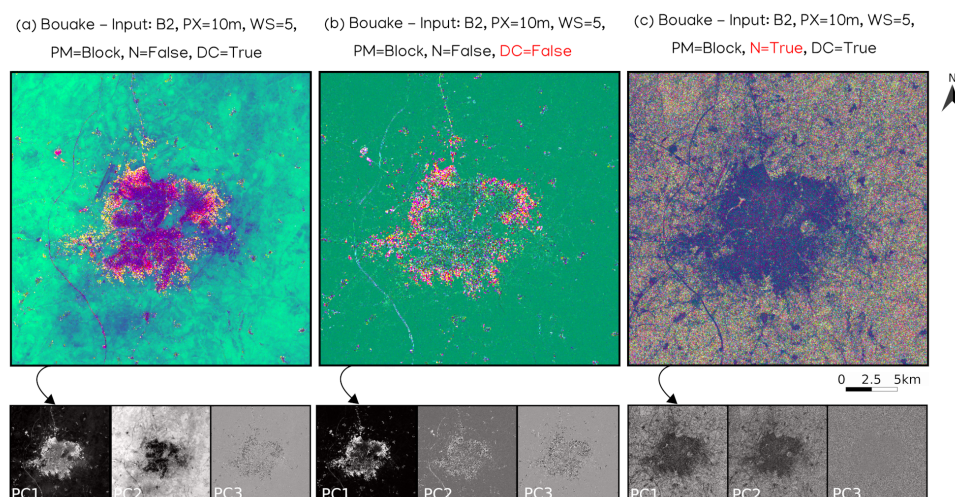 (a) Bouake – Input: B2, PX=10m, WS=5,
PM=Block, N=False, DC=True
(b) Bouake – Input: B2, PX=10m, WS=5,
PM=Block, N=False, DC=False
(c) Bouake – Input: B2, PX=10m, WS=5,
PM=Block, N=True, DC=True
N
0 2.5 5km
PC1 PC2 PC3
PC1 PC2 PC3
PC1 PC2 PC3